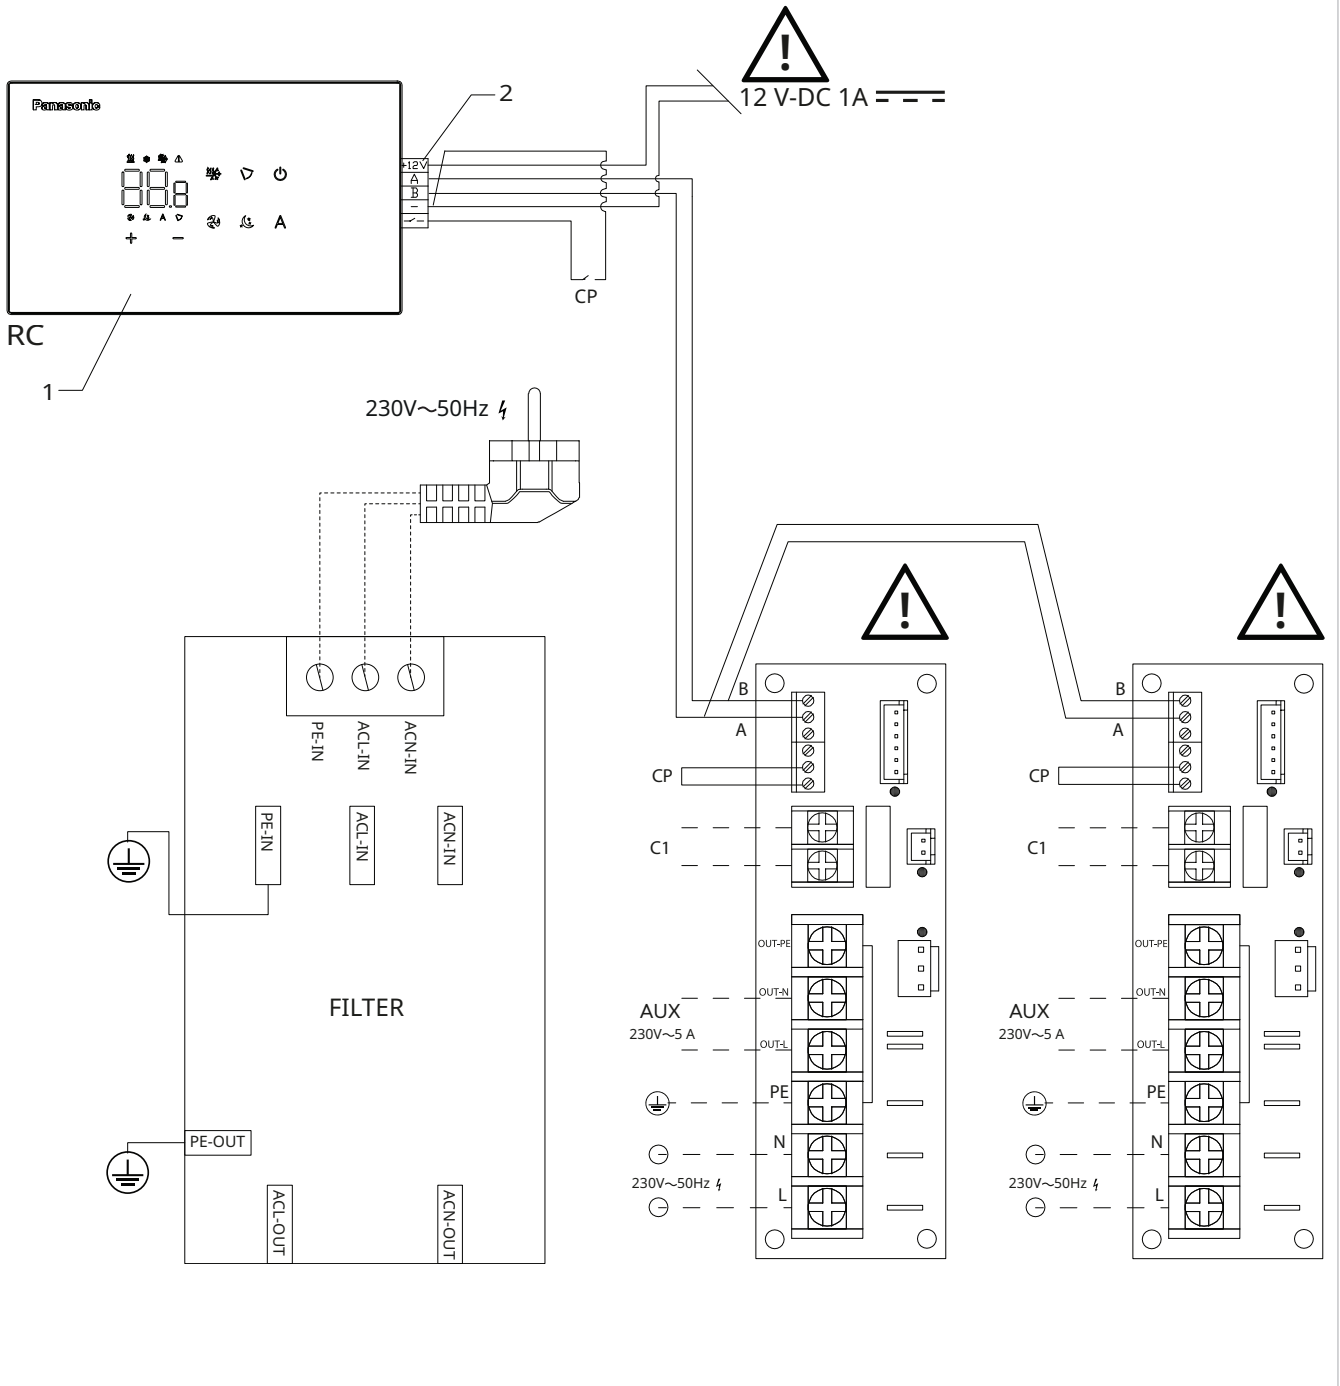 12 V-DC 1A
Panasonic
2
+12V
A
B
-
A
A
+ -
CP
RC
1
230V~50Hz
PE-IN
ACL-IN
ACN-IN
PE-IN
ACL-IN
ACN-IN
FILTER
PE-OUT
ACL-OUT
ACN-OUT
B
A
CP
C1
OUT-PE
OUT-N
AUX
230V~5 A
OUT-L
PE
N
230V~50Hz
L
B
A
CP
C1
OUT-PE
OUT-N
AUX
230V~5 A
OUT-L
PE
N
230V~50Hz
L